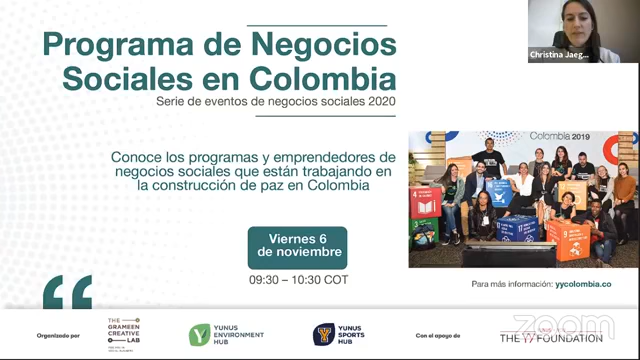 Programa de Negocios
Sociales en Colombia
Serie de eventos de negocios sociales 2020
Christina Jaeg...
Colombia 2019
Conoce los programas y emprendedores de
negocios sociales que están trabajando en
la construcción de paz en Colombia
Viernes 6
de noviembre
09:30 – 10:30 COT
Para más información: yycolombia.co
Organizado por
THE
GRAMEEN
CREATIVE
LAB
YUNUS
ENVIRONMENT
HUB
YUNUS
SPORTS
HUB
Con el apoyo de
THE YY FOUNDATION
zoom